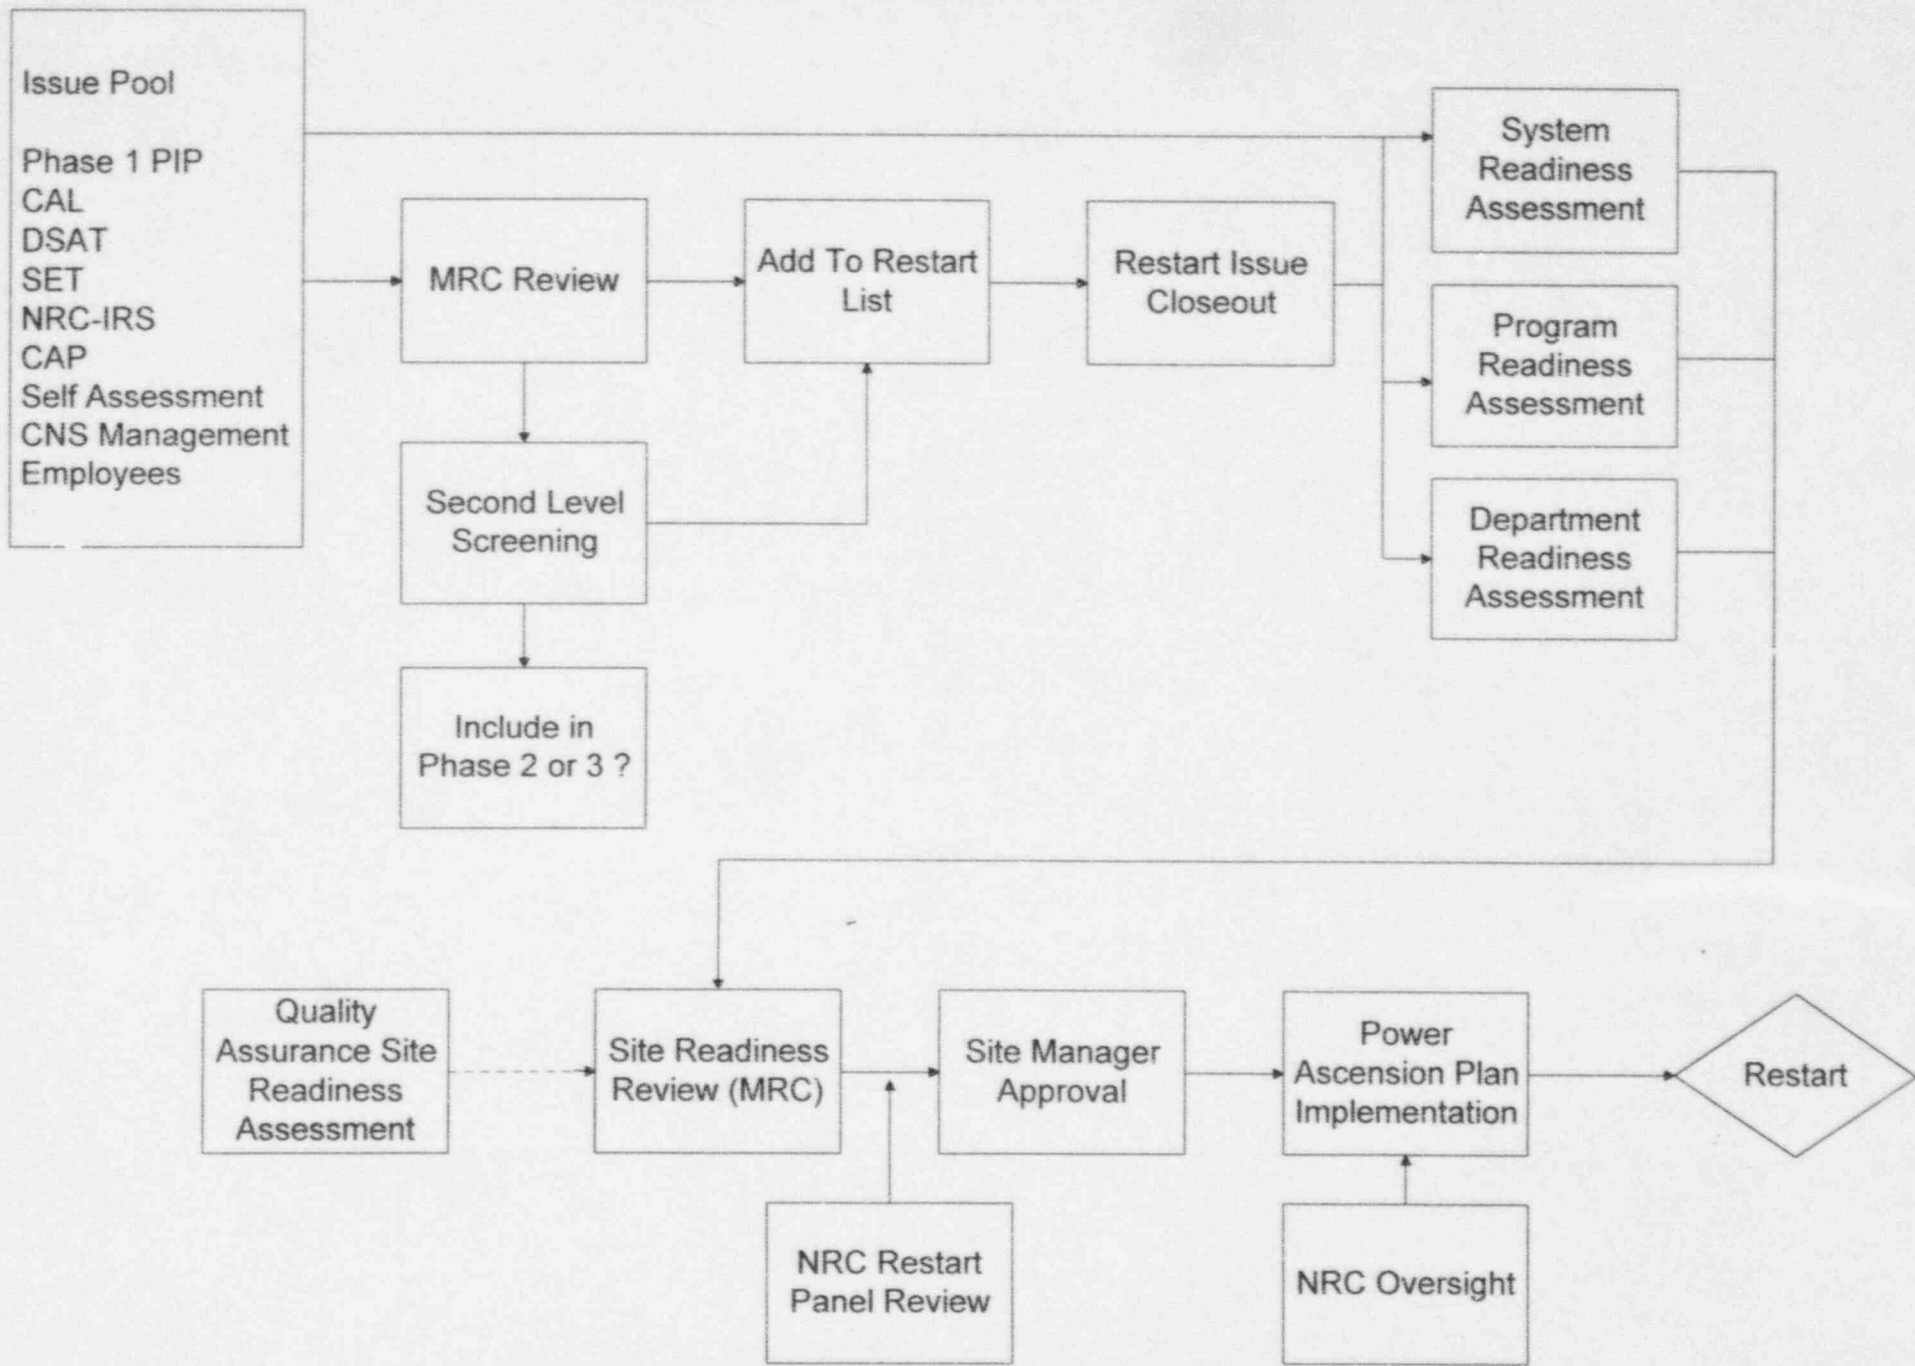 Issue Pool
Phase 1 PIP
CAL
DSAT
SET
NRC-IRS
CAP
Self Assessment
CNS Management
Employees
MRC Review
Add To Restart
List
Restart Issue
Closeout
System
Readiness
Assessment
Program
Readiness
Assessment
Department
Readiness
Assessment
Second Level
Screening
Include in
Phase 2 or 3 ?
Quality
Assurance Site
Readiness
Assessment
Site Readiness
Review (MRC)
Site Manager
Approval
Power
Ascension Plan
Implementation
Restart
NRC Restart
Panel Review
NRC Oversight